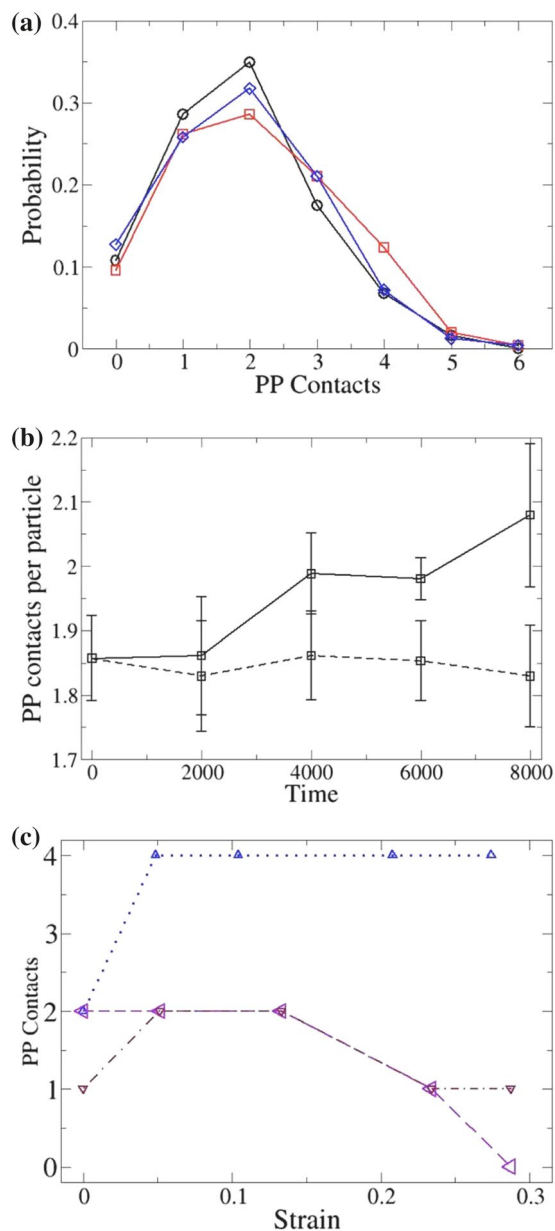 (a)
0.4
0.3
0.2
0.1
0
Probability
0 1 2 3 4 5 6
PP Contacts
(b)
2.2
2.1
2
1.9
1.8
1.7
PP contacts per particle
0 2000 4000 6000 8000
Time
(c)
4
3
2
1
0
PP Contacts
0 0.1 0.2 0.3
Strain